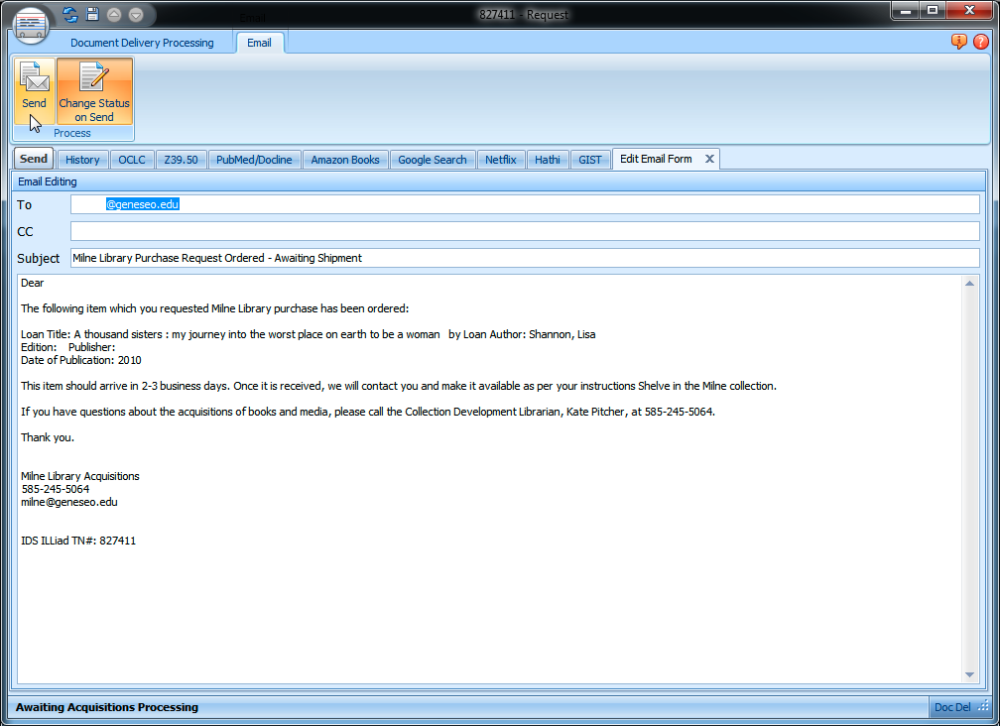 Email
827411 - Request
Document Delivery Processing
Email
Send
Change Status
on Send
Process
Send
History
OCLC
Z39.50
PubMed/Docline
Amazon Books
Google Search
Netflix
Hathi
GIST
Edit Email Form X
Email Editing
To @geneseo.edu
CC
Subject Milne Library Purchase Request Ordered - Awaiting Shipment
Dear
The following item which you requested Milne Library purchase has been ordered:
Loan Title: A thousand sisters : my journey into the worst place on earth to be a woman by Loan Author: Shannon, Lisa
Edition: Publisher:
Date of Publication: 2010
This item should arrive in 2-3 business days. Once it is received, we will contact you and make it available as per your instructions Shelve in the Milne collection.
If you have questions about the acquisitions of books and media, please call the Collection Development Librarian, Kate Pitcher, at 585-245-5064.
Thank you.
Milne Library Acquisitions
585-245-5064
milne@geneseo.edu
IDS ILLiad TN#: 827411
Awaiting Acquisitions Processing
Doc Del